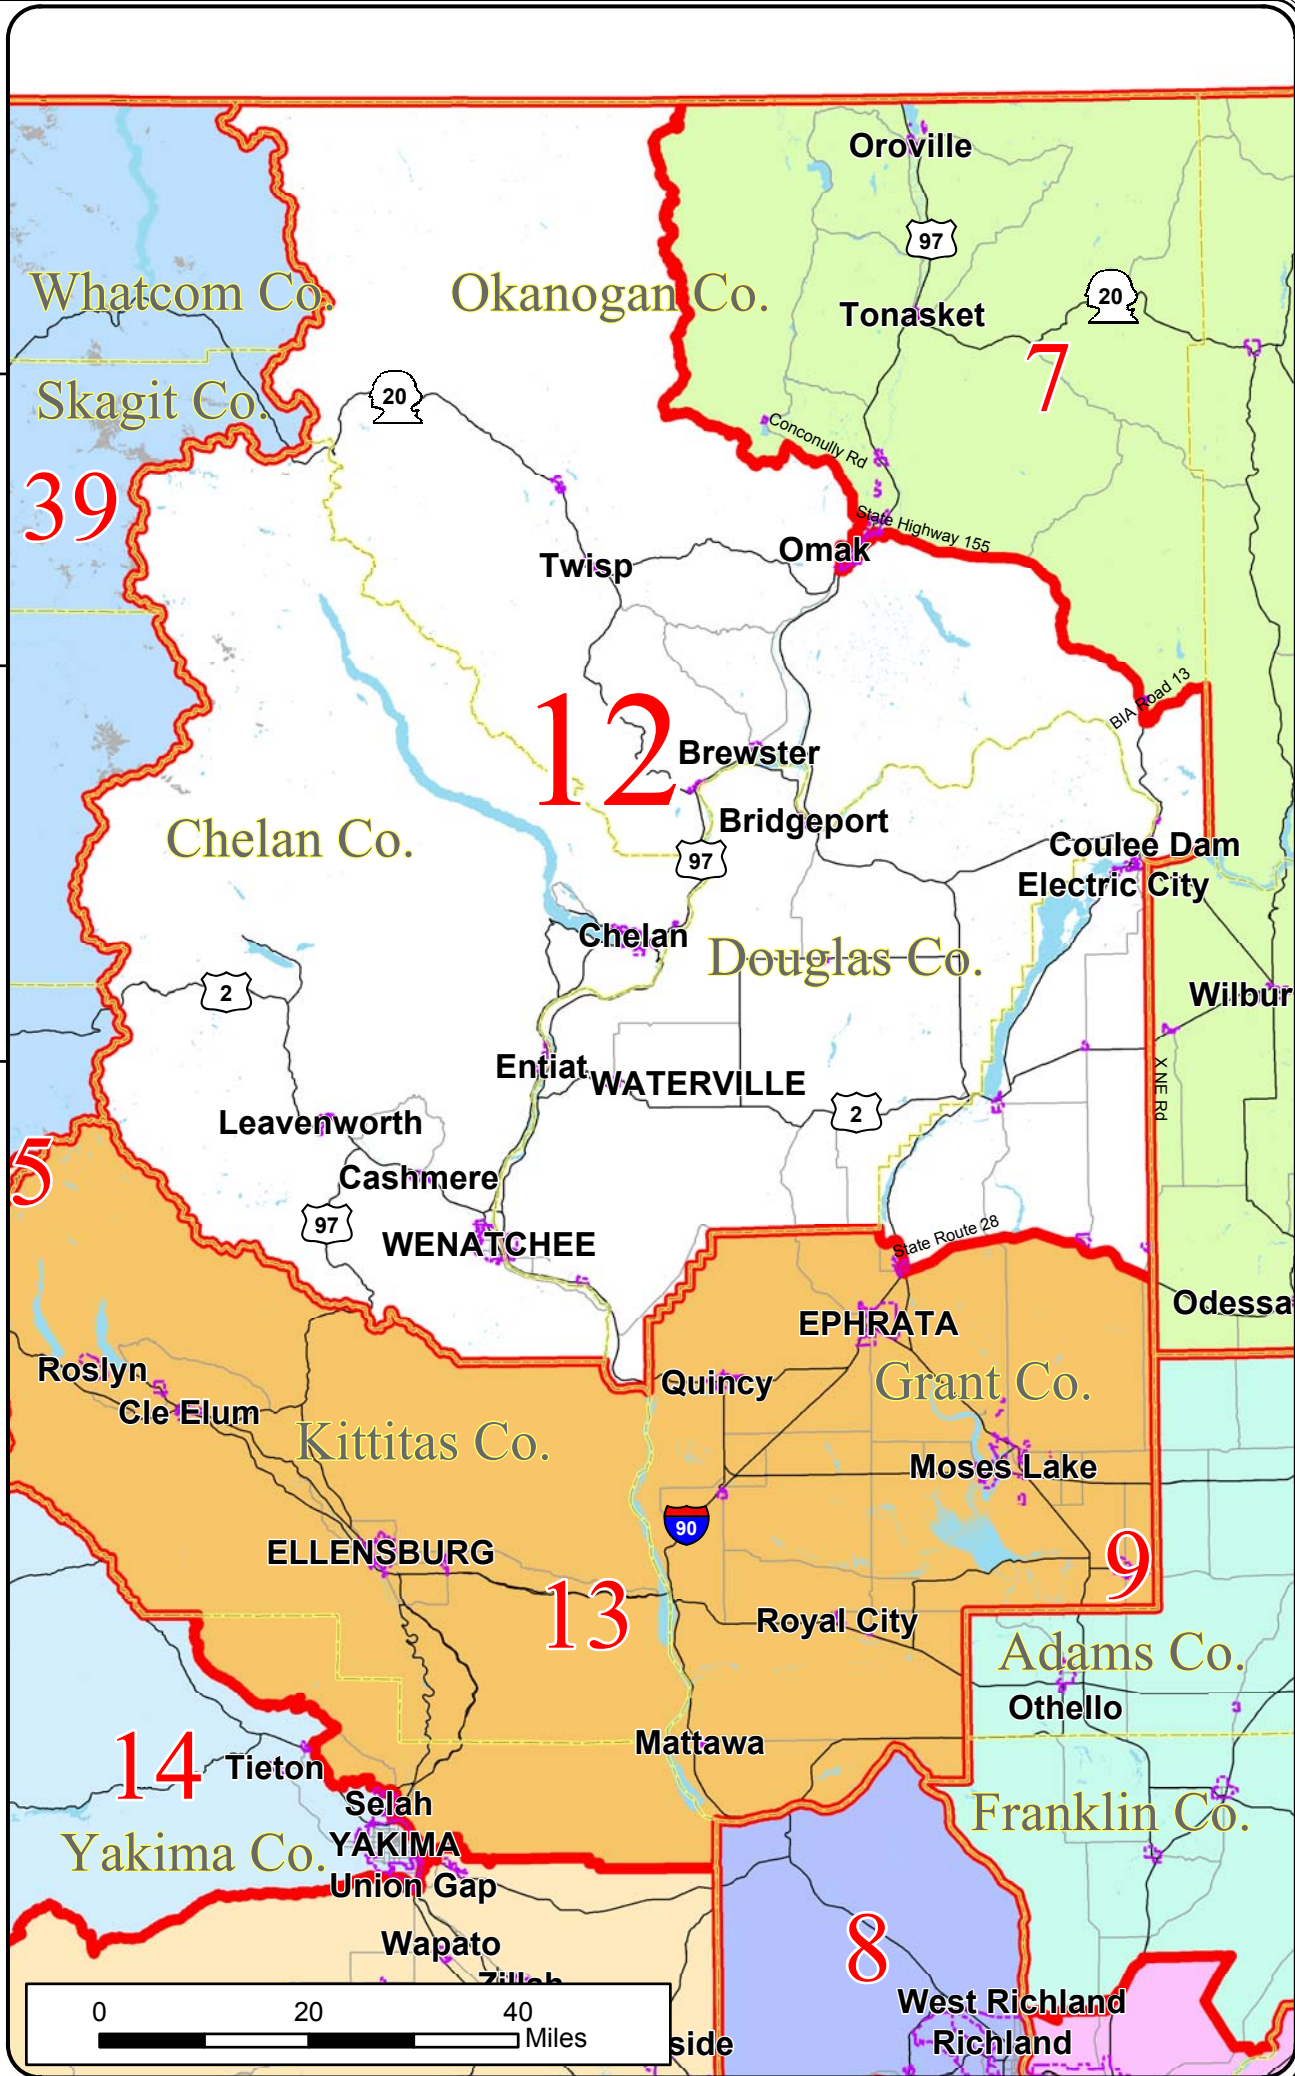 Oroville
97
Whatcom Co.
Okanogan Co.
20
Tonasket
7
Skagit Co.
20
Conconully Rd
39
State Highway 155
Omak
Twisp
BIA Road 13
12
Brewster
Bridgeport
Chelan Co.
97
Coulee Dam
Electric City
Chelan
Douglas Co.
2
Wilbur
Entiat
WATERVILLE
X NE Rd
2
Leavenworth
5
Cashmere
97
WENATCHEE
State Route 28
Odessa
EPHRATA
Roslyn
Quincy
Grant Co.
Cle Elum
Kittitas Co.
Moses Lake
90
ELLENSBURG
9
13
Royal City
Adams Co.
Othello
Mattawa
14
Tieton
Selah
Franklin Co.
YAKIMA
Yakima Co.
Union Gap
Wapato
8
Zillah
0 20 40
Miles
West Richland
side
Richland